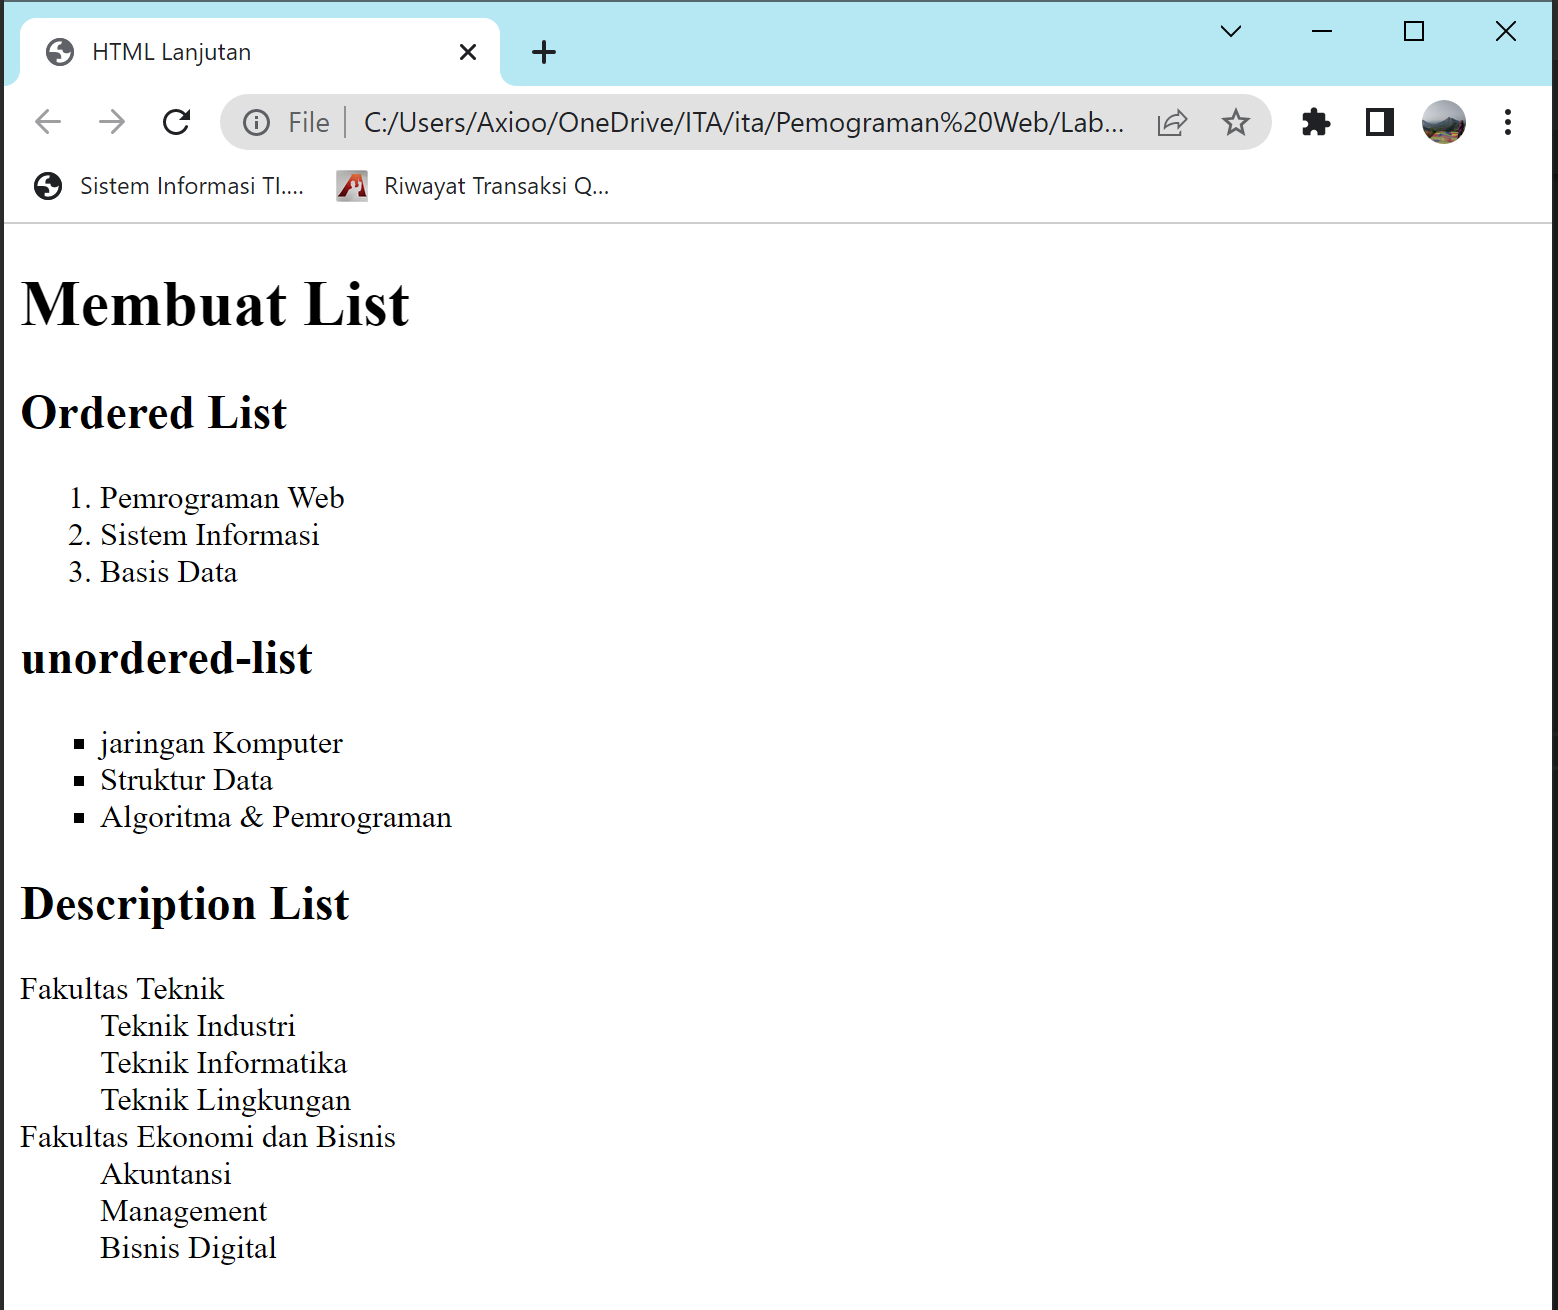 HTML Lanjutan
File
C:/Users/Axioo/OneDrive/ITA/ita/Pemograman%20Web/Lab...
Sistem Informasi TI....
Riwayat Transaksi Q...
Membuat List
Ordered List
1. Pemrograman Web
2. Sistem Informasi
3. Basis Data
unordered-list
▪ jaringan Komputer
▪ Struktur Data
▪ Algoritma & Pemrograman
Description List
Fakultas Teknik
Teknik Industri
Teknik Informatika
Teknik Lingkungan
Fakultas Ekonomi dan Bisnis
Akuntansi
Management
Bisnis Digital